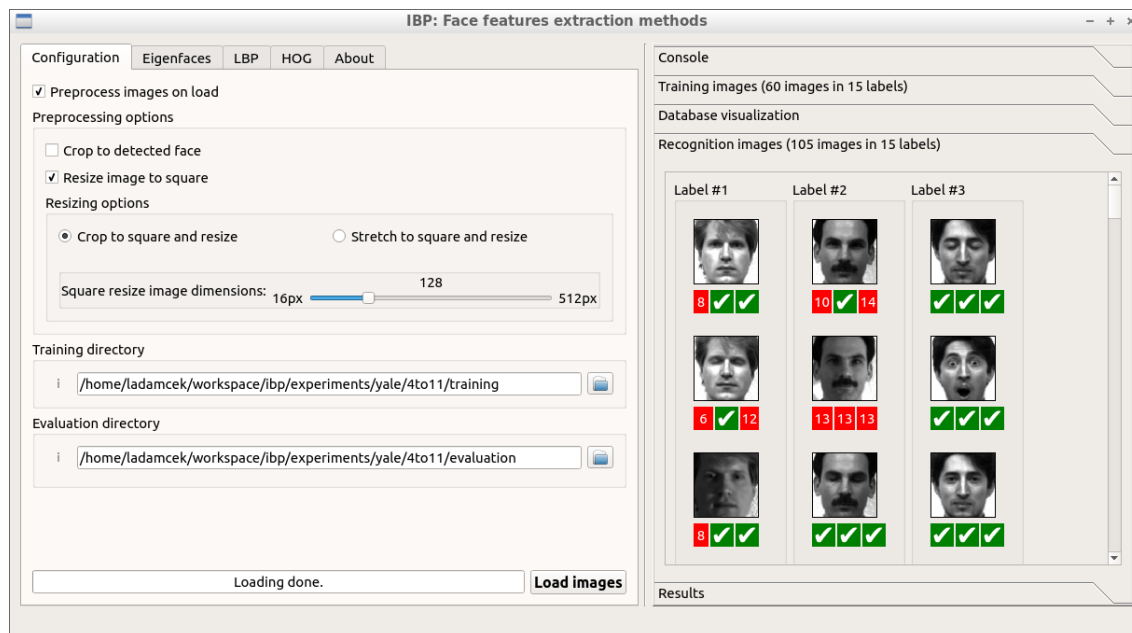 IBP: Face features extraction methods
Configuration Eigenfaces LBP HOG About
Preprocess images on load
Preprocessing options
Crop to detected face
Resize image to square
Resizing options
Crop to square and resize Stretch to square and resize
Square resize image dimensions: 16px 128 512px
Training directory
i /home/ladamcek/workspace/ibp/experiments/yale/4to11/training
Evaluation directory
i /home/ladamcek/workspace/ibp/experiments/yale/4to11/evaluation
Loading done. Load images
Console
Training images (60 images in 15 labels)
Database visualization
Recognition images (105 images in 15 labels)
Label #1 Label #2 Label #3
8 10 14
6 12 13 13 13
8
Results